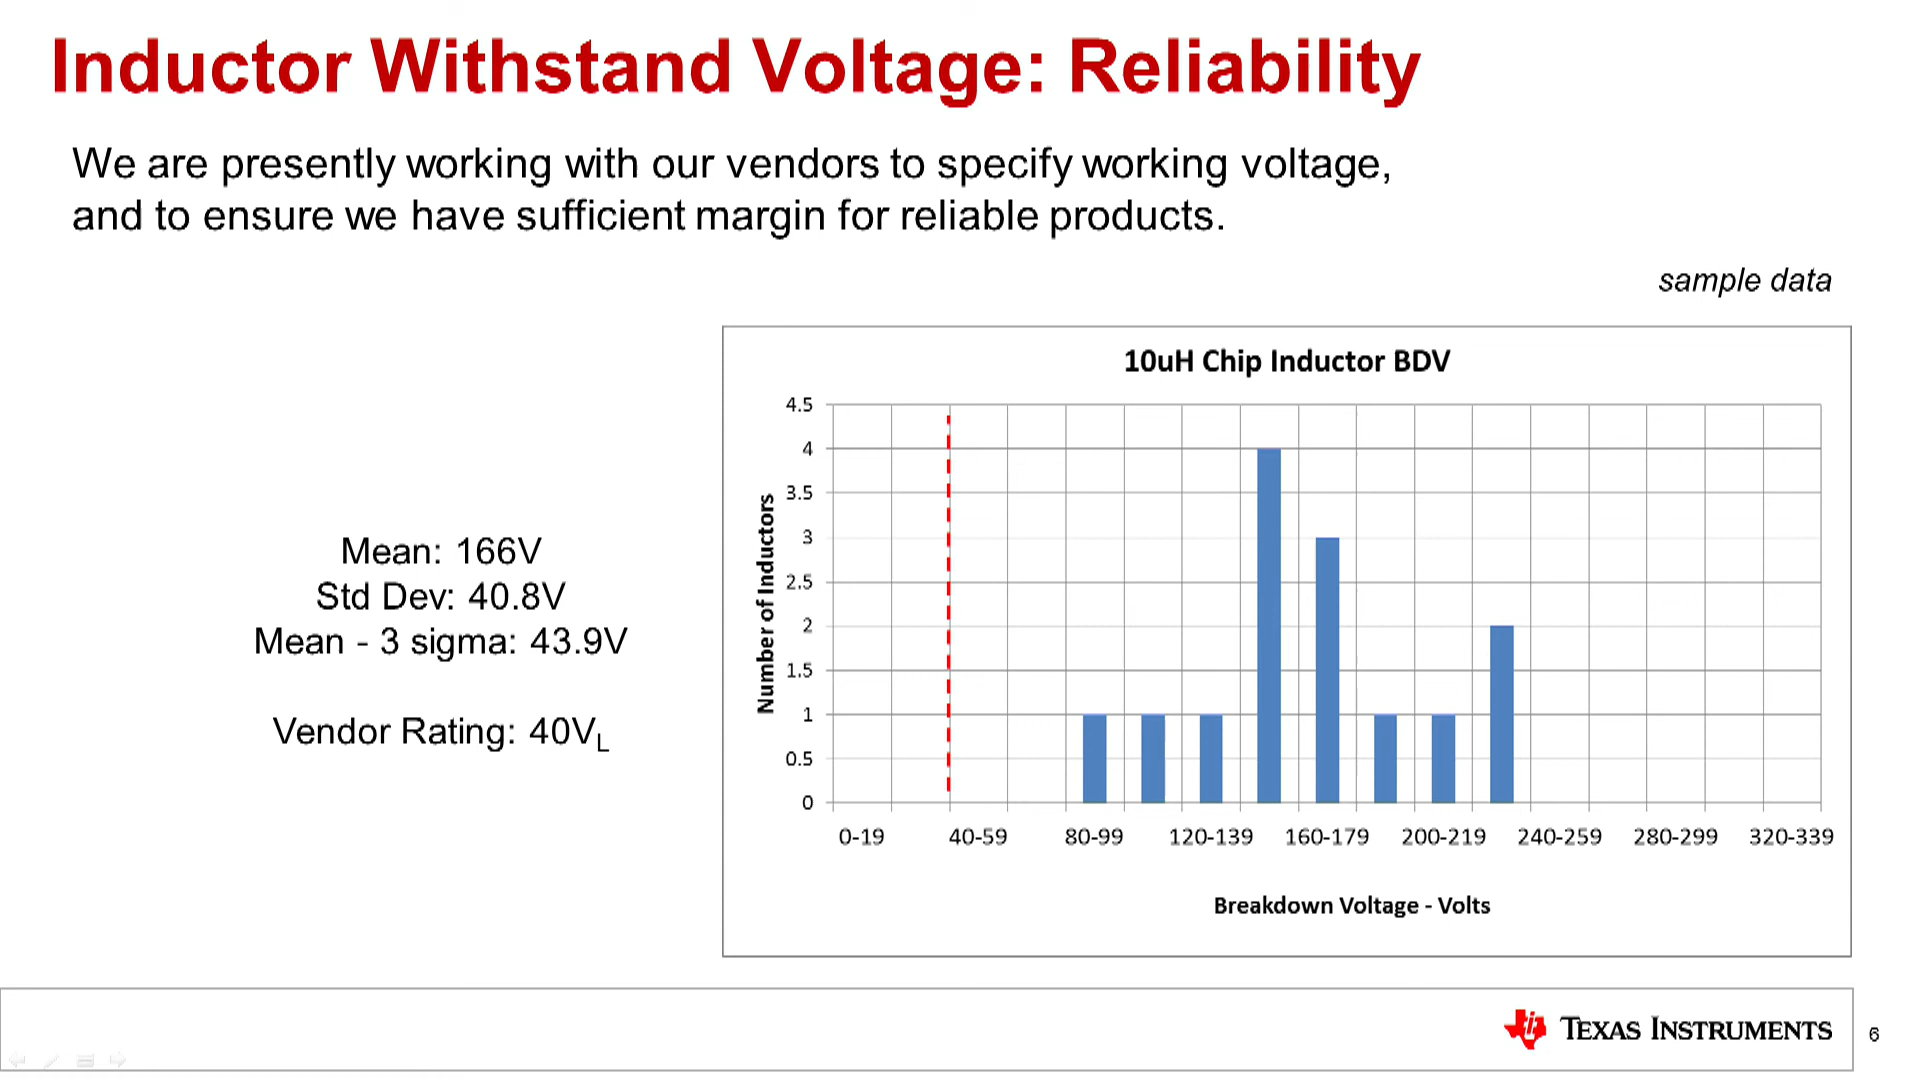 Inductor Withstand Voltage: Reliability
We are presently working with our vendors to specify working voltage,
and to ensure we have sufficient margin for reliable products.
sample data
Mean: 166V
Std Dev: 40.8V
Mean - 3 sigma: 43.9V
Vendor Rating: 40VL
10uH Chip Inductor BDV
Number of Inductors
4.5
4
3.5
3
2.5
2
1.5
1
0.5
0
0-19 40-59 80-99 120-139 160-179 200-219 240-259 280-299 320-339
Breakdown Voltage - Volts
TEXAS INSTRUMENTS
6